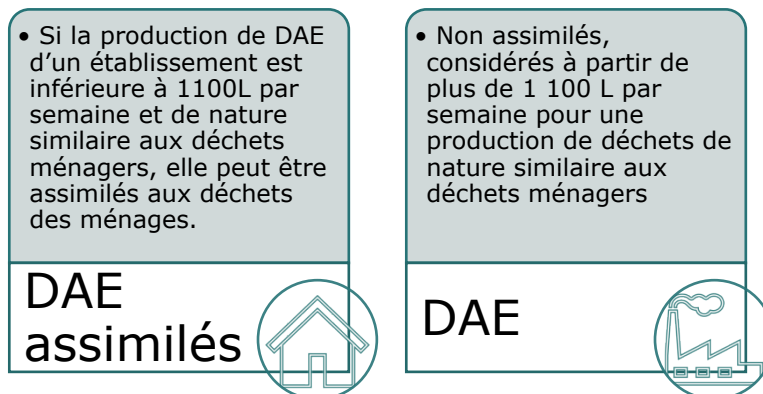 • Si la production de DAE
d’un établissement est
inférieure à 1100L par
semaine et de nature
similaire aux déchets
ménagers, elle peut être
assimilés aux déchets
des ménages.
DAE
assimilés
• Non assimilés,
considérés à partir de
plus de 1 100 L par
semaine pour une
production de déchets de
nature similaire aux
déchets ménagers
DAE